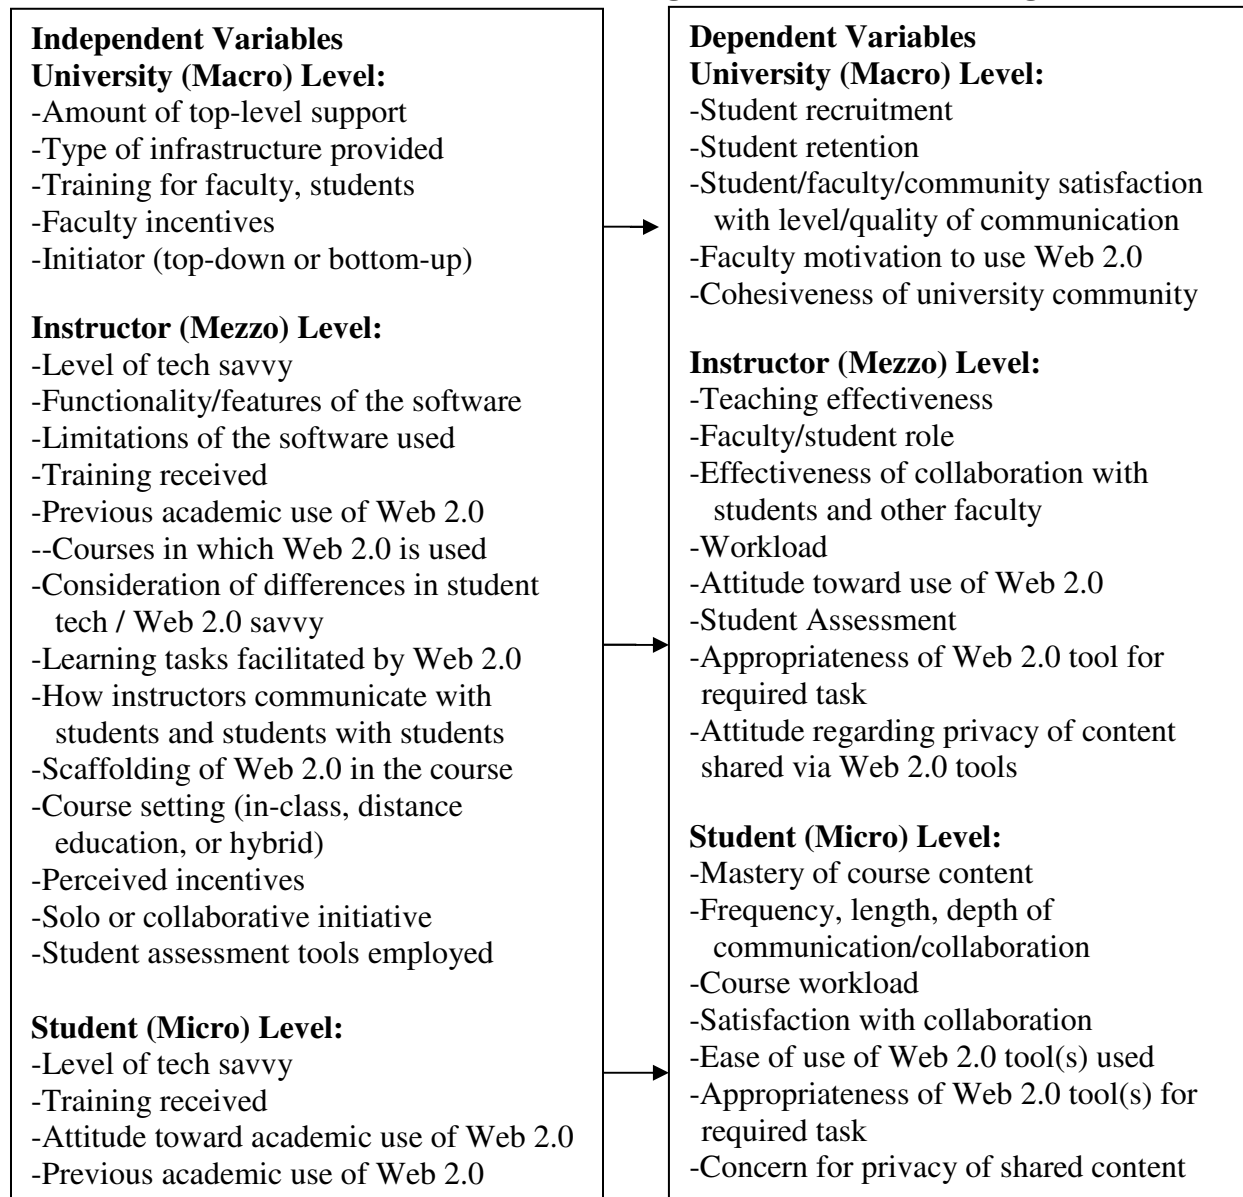 Independent Variables
University (Macro) Level:
-Amount of top-level support
-Type of infrastructure provided
-Training for faculty, students
-Faculty incentives
-Initiator (top-down or bottom-up)
Instructor (Mezzo) Level:
-Level of tech savvy
-Functionality/features of the software
-Limitations of the software used
-Training received
-Previous academic use of Web 2.0
--Courses in which Web 2.0 is used
-Consideration of differences in student
tech / Web 2.0 savvy
-Learning tasks facilitated by Web 2.0
-How instructors communicate with
students and students with students
-Scaffolding of Web 2.0 in the course
-Course setting (in-class, distance
education, or hybrid)
-Perceived incentives
-Solo or collaborative initiative
-Student assessment tools employed
Student (Micro) Level:
-Level of tech savvy
-Training received
-Attitude toward academic use of Web 2.0
-Previous academic use of Web 2.0
Dependent Variables
University (Macro) Level:
-Student recruitment
-Student retention
-Student/faculty/community satisfaction
with level/quality of communication
-Faculty motivation to use Web 2.0
-Cohesiveness of university community
Instructor (Mezzo) Level:
-Teaching effectiveness
-Faculty/student role
-Effectiveness of collaboration with
students and other faculty
-Workload
-Attitude toward use of Web 2.0
-Student Assessment
-Appropriateness of Web 2.0 tool for
required task
-Attitude regarding privacy of content
shared via Web 2.0 tools
Student (Micro) Level:
-Mastery of course content
-Frequency, length, depth of
communication/collaboration
-Course workload
-Satisfaction with collaboration
-Ease of use of Web 2.0 tool(s) used
-Appropriateness of Web 2.0 tool(s) for
required task
-Concern for privacy of shared content